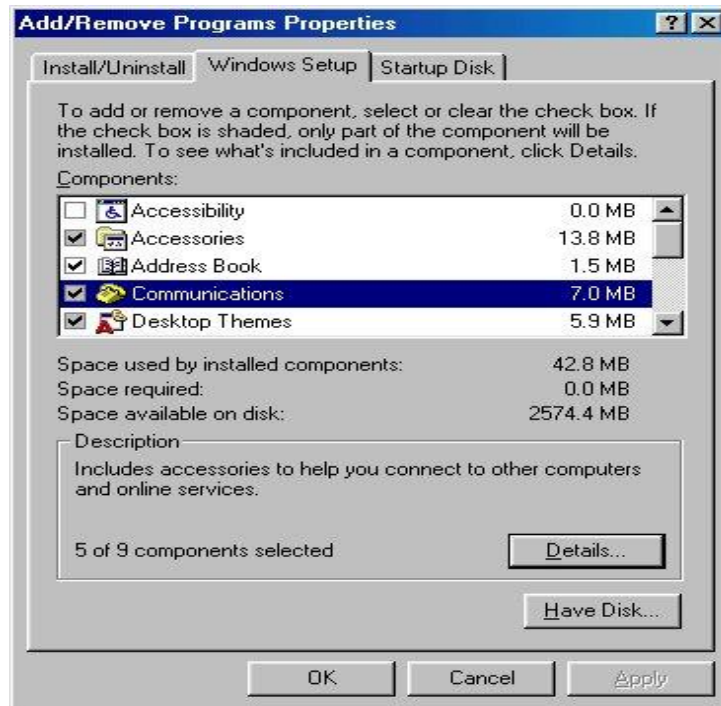 Add/Remove Programs Properties
Install/Uninstall Windows Setup Startup Disk
To add or remove a component, select or clear the check box. If
the check box is shaded, only part of the component will be
installed. To see what's included in a component, click Details.
Components:
Accessibility 0.0 MB
Accessories 13.8 MB
Address Book 1.5 MB
Communications 7.0 MB
Desktop Themes 5.9 MB
Space used by installed components: 42.8 MB
Space required: 0.0 MB
Space available on disk: 2574.4 MB
Description
Includes accessories to help you connect to other computers
and online services.
5 of 9 components selected Details...
Have Disk...
OK Cancel Apply